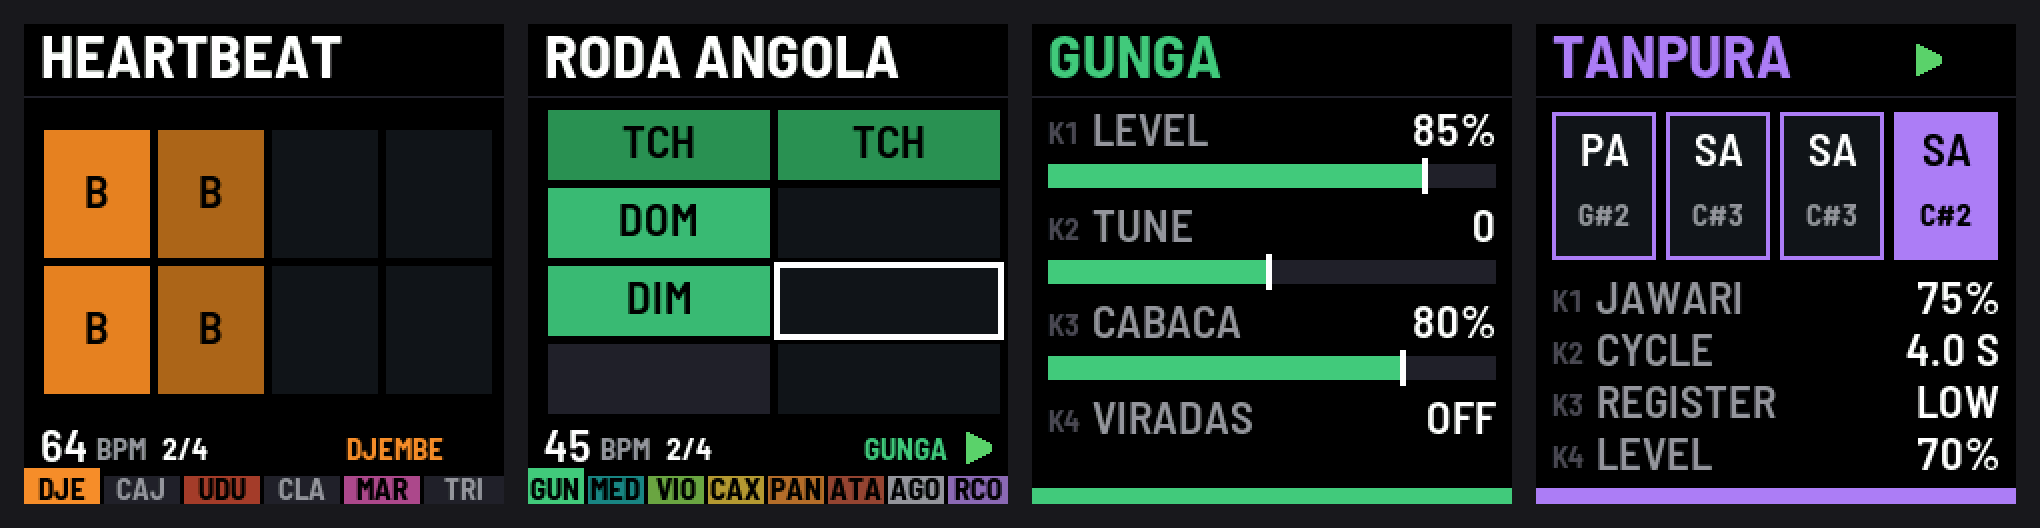 HEARTBEAT
B B
B B
64 BPM 2/4 DJEMBE
DJE CAJ UDU CLA MAR TRI
RODA ANGOLA
TCH TCH
DOM
DIM
45 BPM 2/4 GUNGA
GUN MED VIO CAX PAN ATA AGO RCO
GUNGA
K1 LEVEL 85%
K2 TUNE 0
K3 CABACA 80%
K4 VIRADAS OFF
TANPURA
PA SA SA SA
G#2 C#3 C#3 C#2
K1 JAWARI 75%
K2 CYCLE 4.0 S
K3 REGISTER LOW
K4 LEVEL 70%